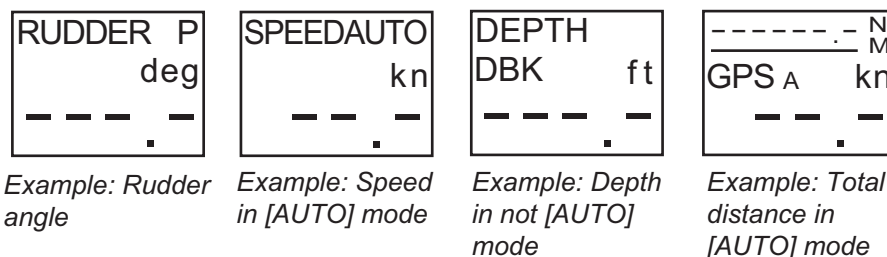 RUDDER P
deg
--- . -
Example: Rudder
angle
SPEEDAUTO
kn
-- . -
Example: Speed
in [AUTO] mode
DEPTH
DBK ft
--- . -
Example: Depth
in not [AUTO]
mode
------ . - N
M
GPS A kn
-- . -
Example: Total
distance in
[AUTO] mode